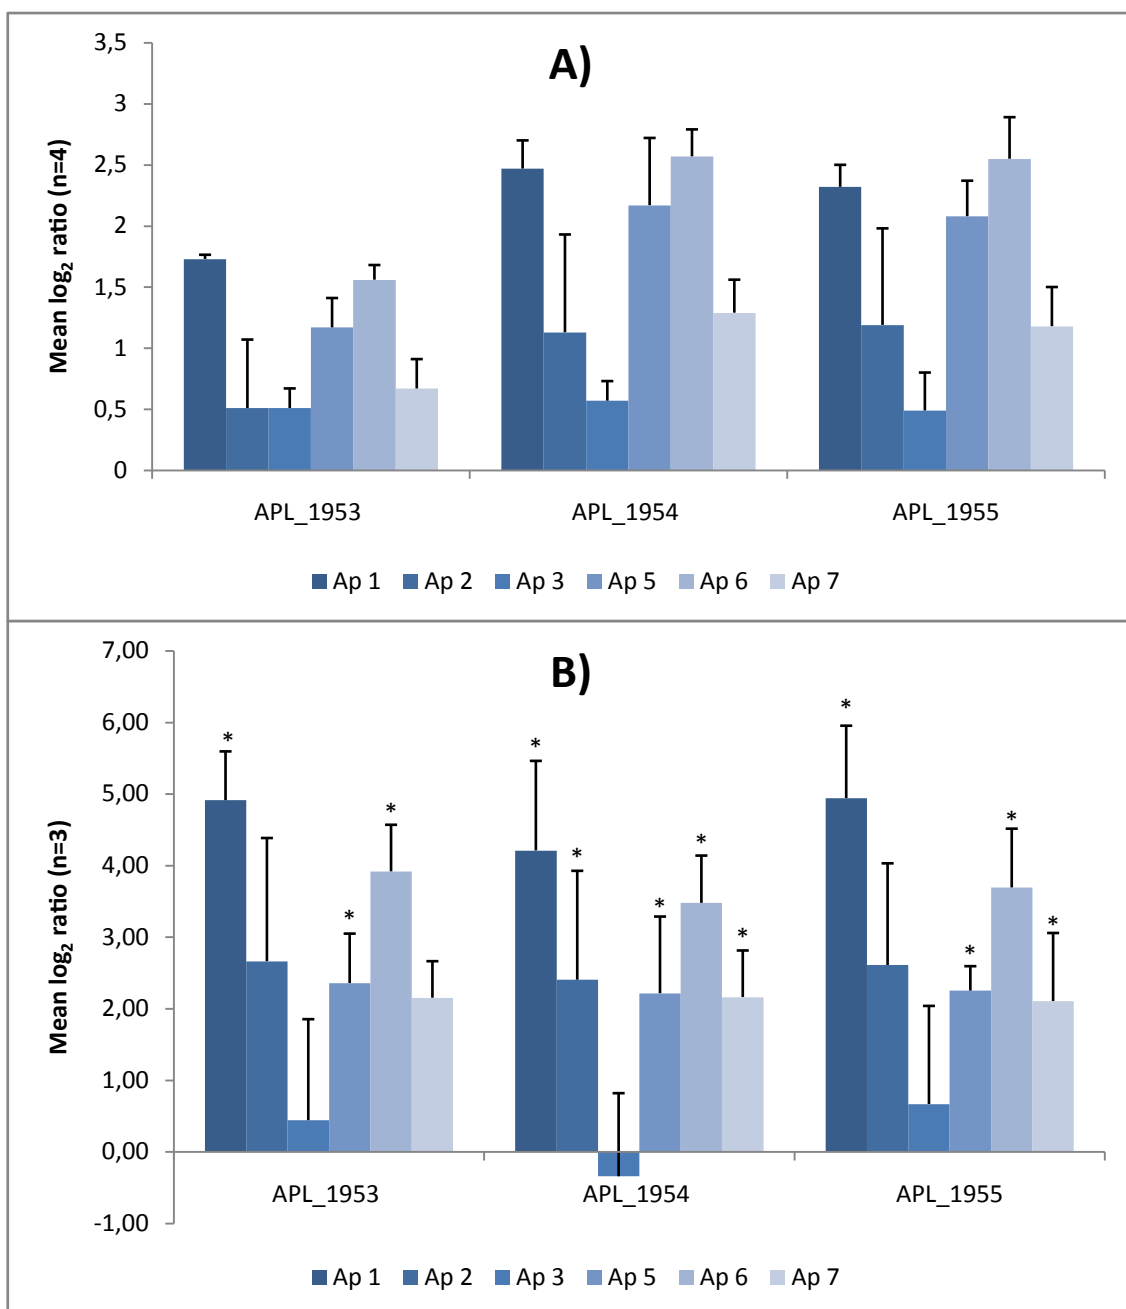 A)
Mean log₂ ratio (n=4)
3,5
3
2,5
2
1,5
1
0,5
0
APL_1953 APL_1954 APL_1955
Ap 1 Ap 2 Ap 3 Ap 5 Ap 6 Ap 7
B)
Mean log₂ ratio (n=3)
7,00
6,00
5,00
4,00
3,00
2,00
1,00
0,00
-1,00
* * * * * * * * * * * *
APL_1953 APL_1954 APL_1955
Ap 1 Ap 2 Ap 3 Ap 5 Ap 6 Ap 7